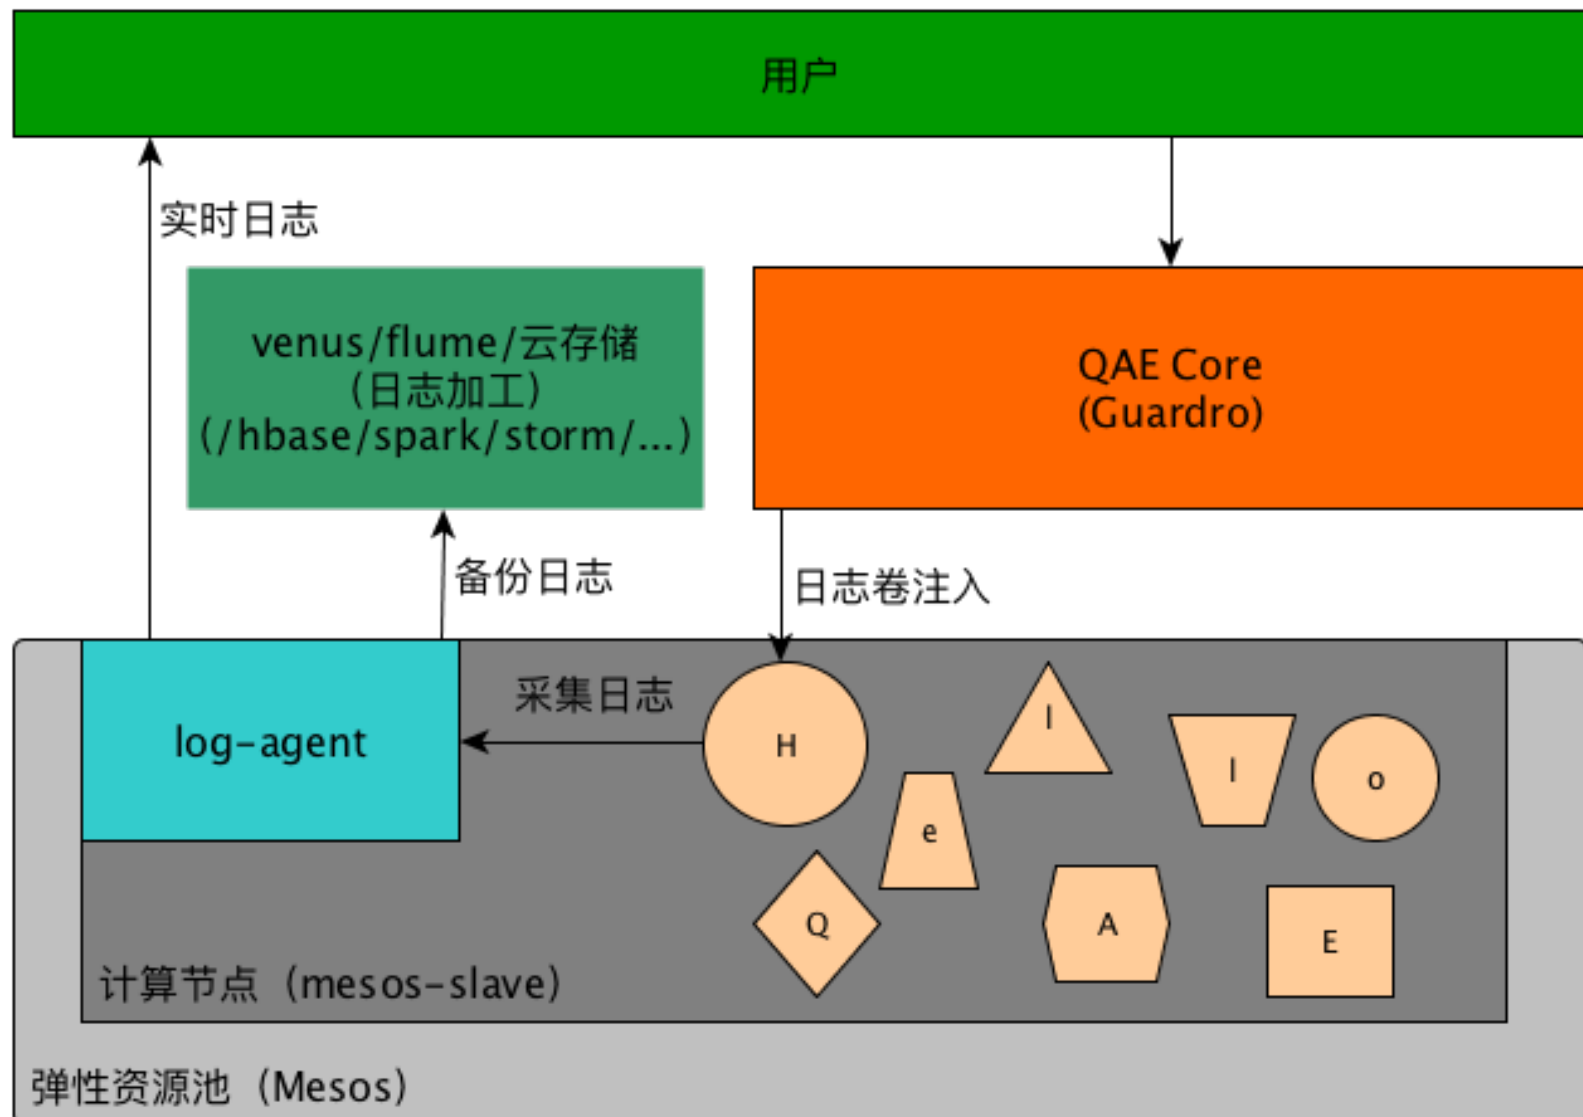 用户
实时日志
venus/flume/云存储
（日志加工）
（/hbase/spark/storm/...）
QAE Core
(Guardro)
备份日志
日志卷注入
log-agent
采集日志
H
l
l
o
e
Q
A
E
计算节点（mesos-slave）
弹性资源池（Mesos）